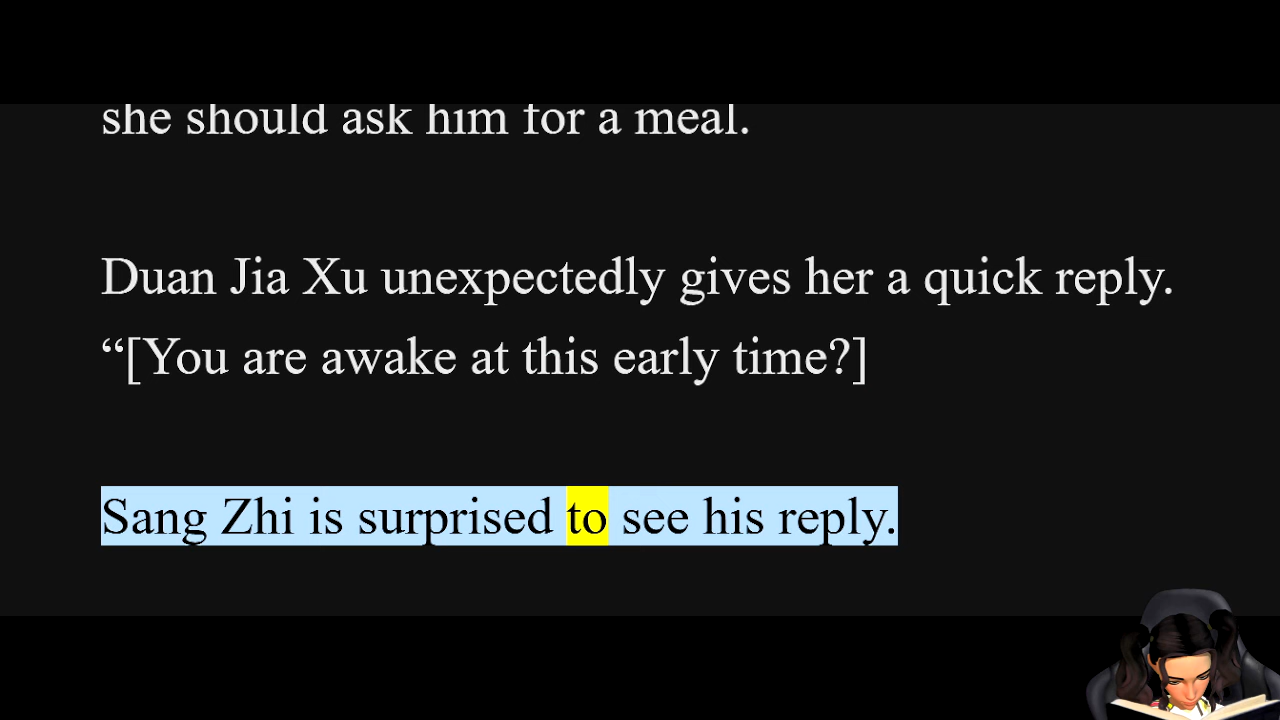 she should ask him for a meal.
Duan Jia Xu unexpectedly gives her a quick reply.
“[You are awake at this early time?]
Sang Zhi is surprised to see his reply.